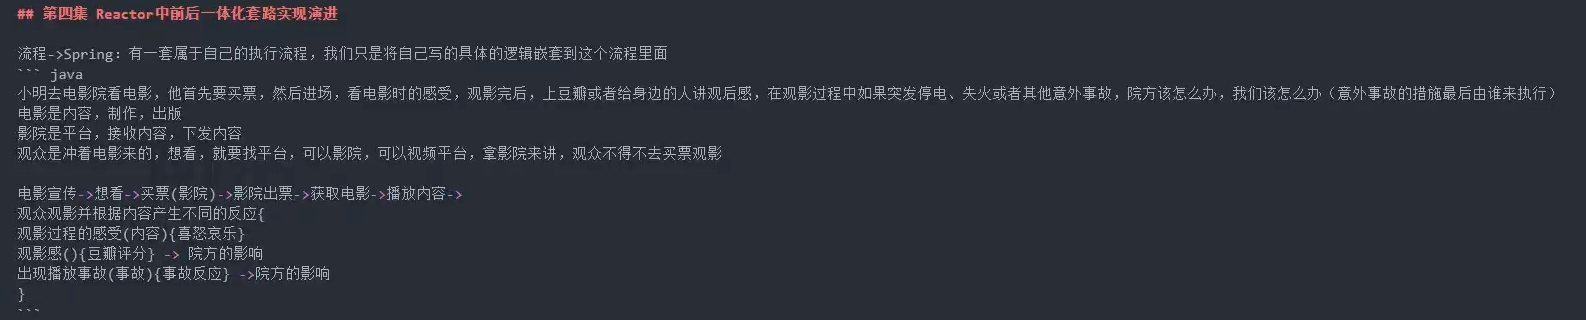 ## 第四集 Reactor中前后一体化套路实现演进
流程->Spring: 有一套属于自己的执行流程，我们只是将自己写的具体的逻辑嵌套到这个流程里面
``` java
小明去电影院看电影，他首先要买票，然后进场，看电影时的感受，观影完后，上豆瓣或者给身边的人讲观后感，在观影过程中如果突发停电、失火或者其他意外事故，院方该怎么办，我们该怎么办（意外事故的措施最后由谁来执行）
电影是内容，制作，出版
影院是平台，接收内容，下发内容
观众是冲着电影来的，想看，就要找平台，可以影院，可以视频平台，拿影院来讲，观众不得不去买票观影
电影宣传->想看->买票(影院)->影院出票->获取电影->播放内容->
观众观影并根据内容产生不同的反应{
观影过程的感受(内容){喜怒哀乐}
观影感(){豆瓣评分} -> 院方的影响
出现播放事故(事故){事故反应} ->院方的影响
}
```